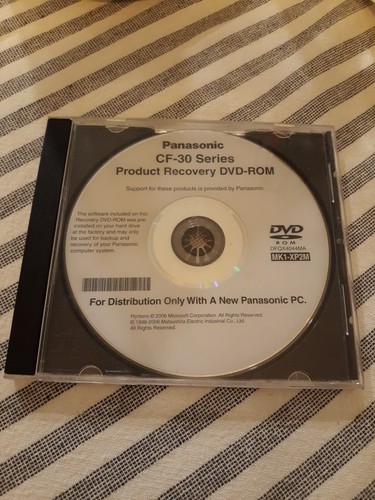 Panasonic
CF-30 Series
Product Recovery DVD-ROM
Support for these products is provided by Panasonic.
The software included on this
Recovery DVD-ROM was pre-
installed on your hard drive
at the factory and may only
be used for backup and
recovery of your Panasonic
computer system.
DVD
ROM
DFQX4044MA
MK1-XP2M
For Distribution Only With A New Panasonic PC.
Portions © 2006 Microsoft Corporation. All Rights Reserved.
© 1998-2006 Matsushita Electric Industrial Co., Ltd.
All Rights Reserved.